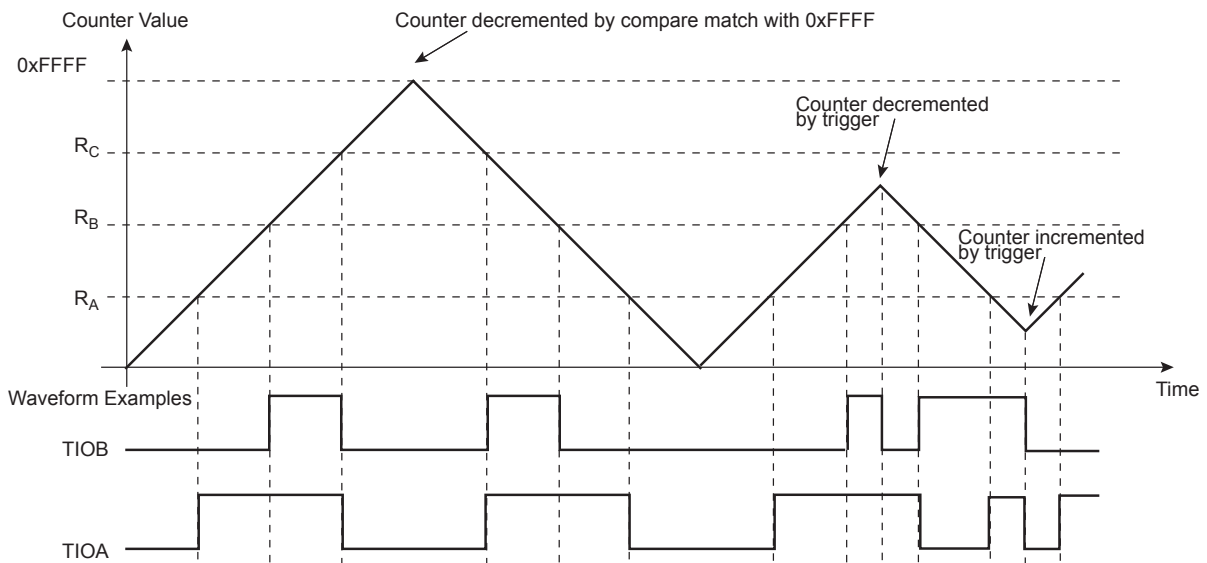 Counter Value
Counter decremented by compare match with 0xFFFF
0xFFFF
Counter decremented
by trigger
RC
RB
Counter incremented
by trigger
RA
Time
Waveform Examples
TIOB
TIOA